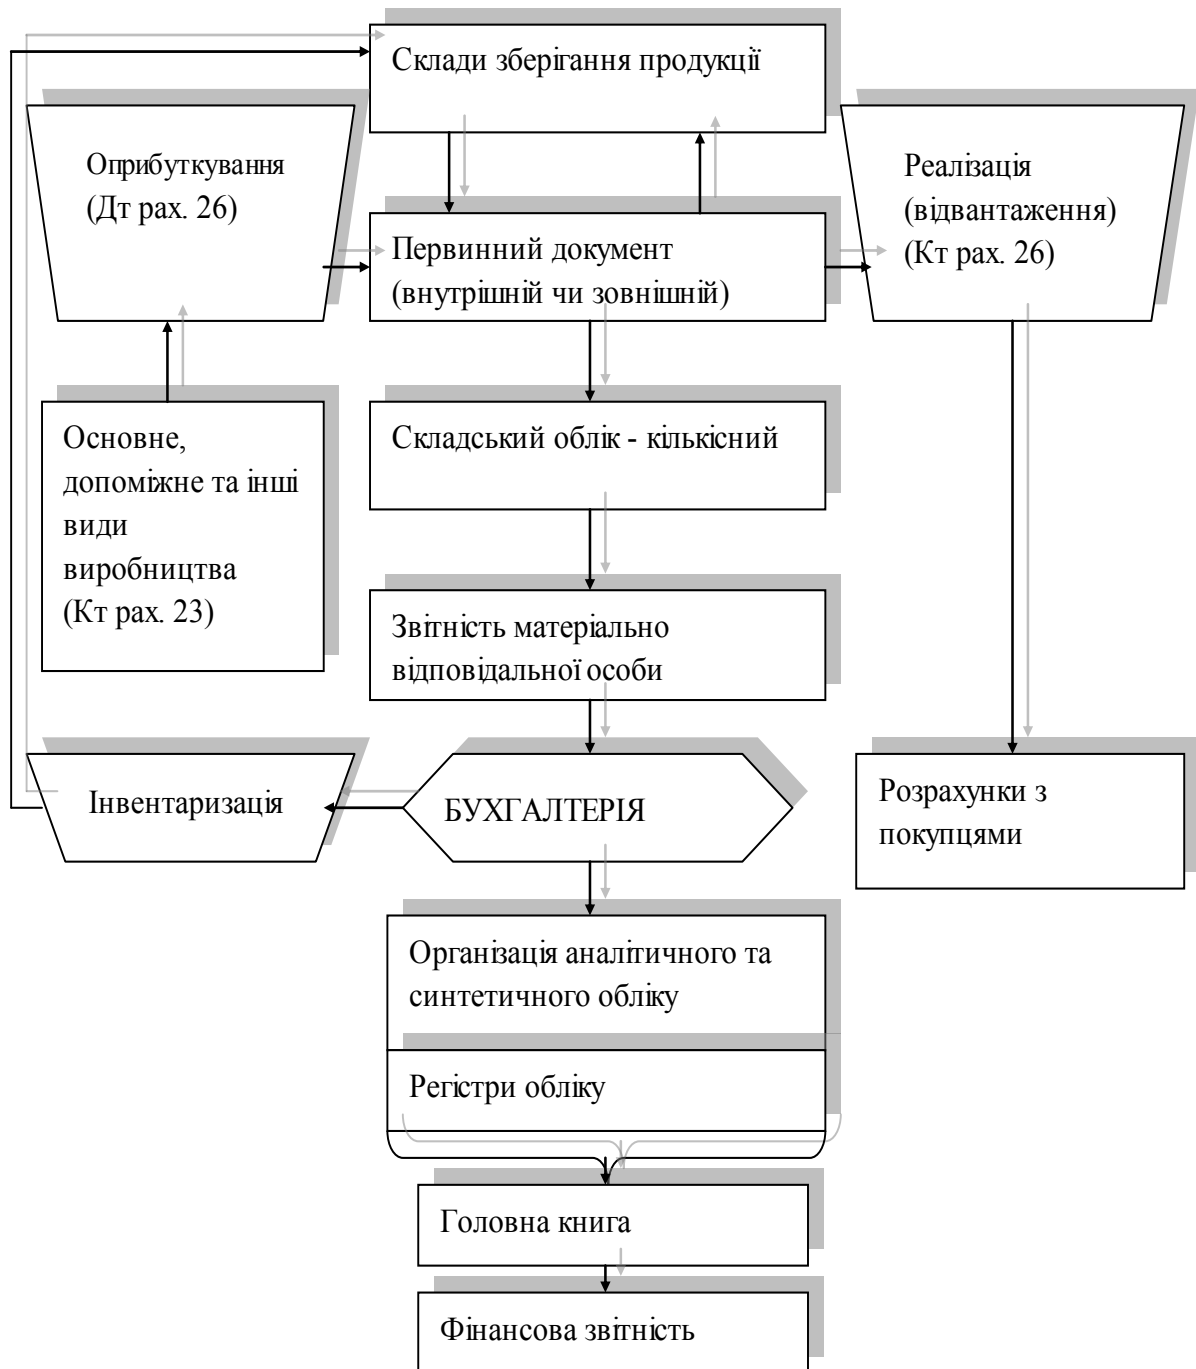 Склади зберігання продукції
Оприбуткування
(Дт рах. 26)
Первинний документ
(внутрішній чи зовнішній)
Реалізація
(відвантаження)
(Кт рах. 26)
Основне,
допоміжне та інші
види
виробництва
(Кт рах. 23)
Складський облік - кількісний
Звітність матеріально
відповідальної особи
Інвентаризація
БУХГАЛТЕРІЯ
Розрахунки з
покупцями
Організація аналітичного та
синтетичного обліку
Регістри обліку
Головна книга
Фінансова звітність